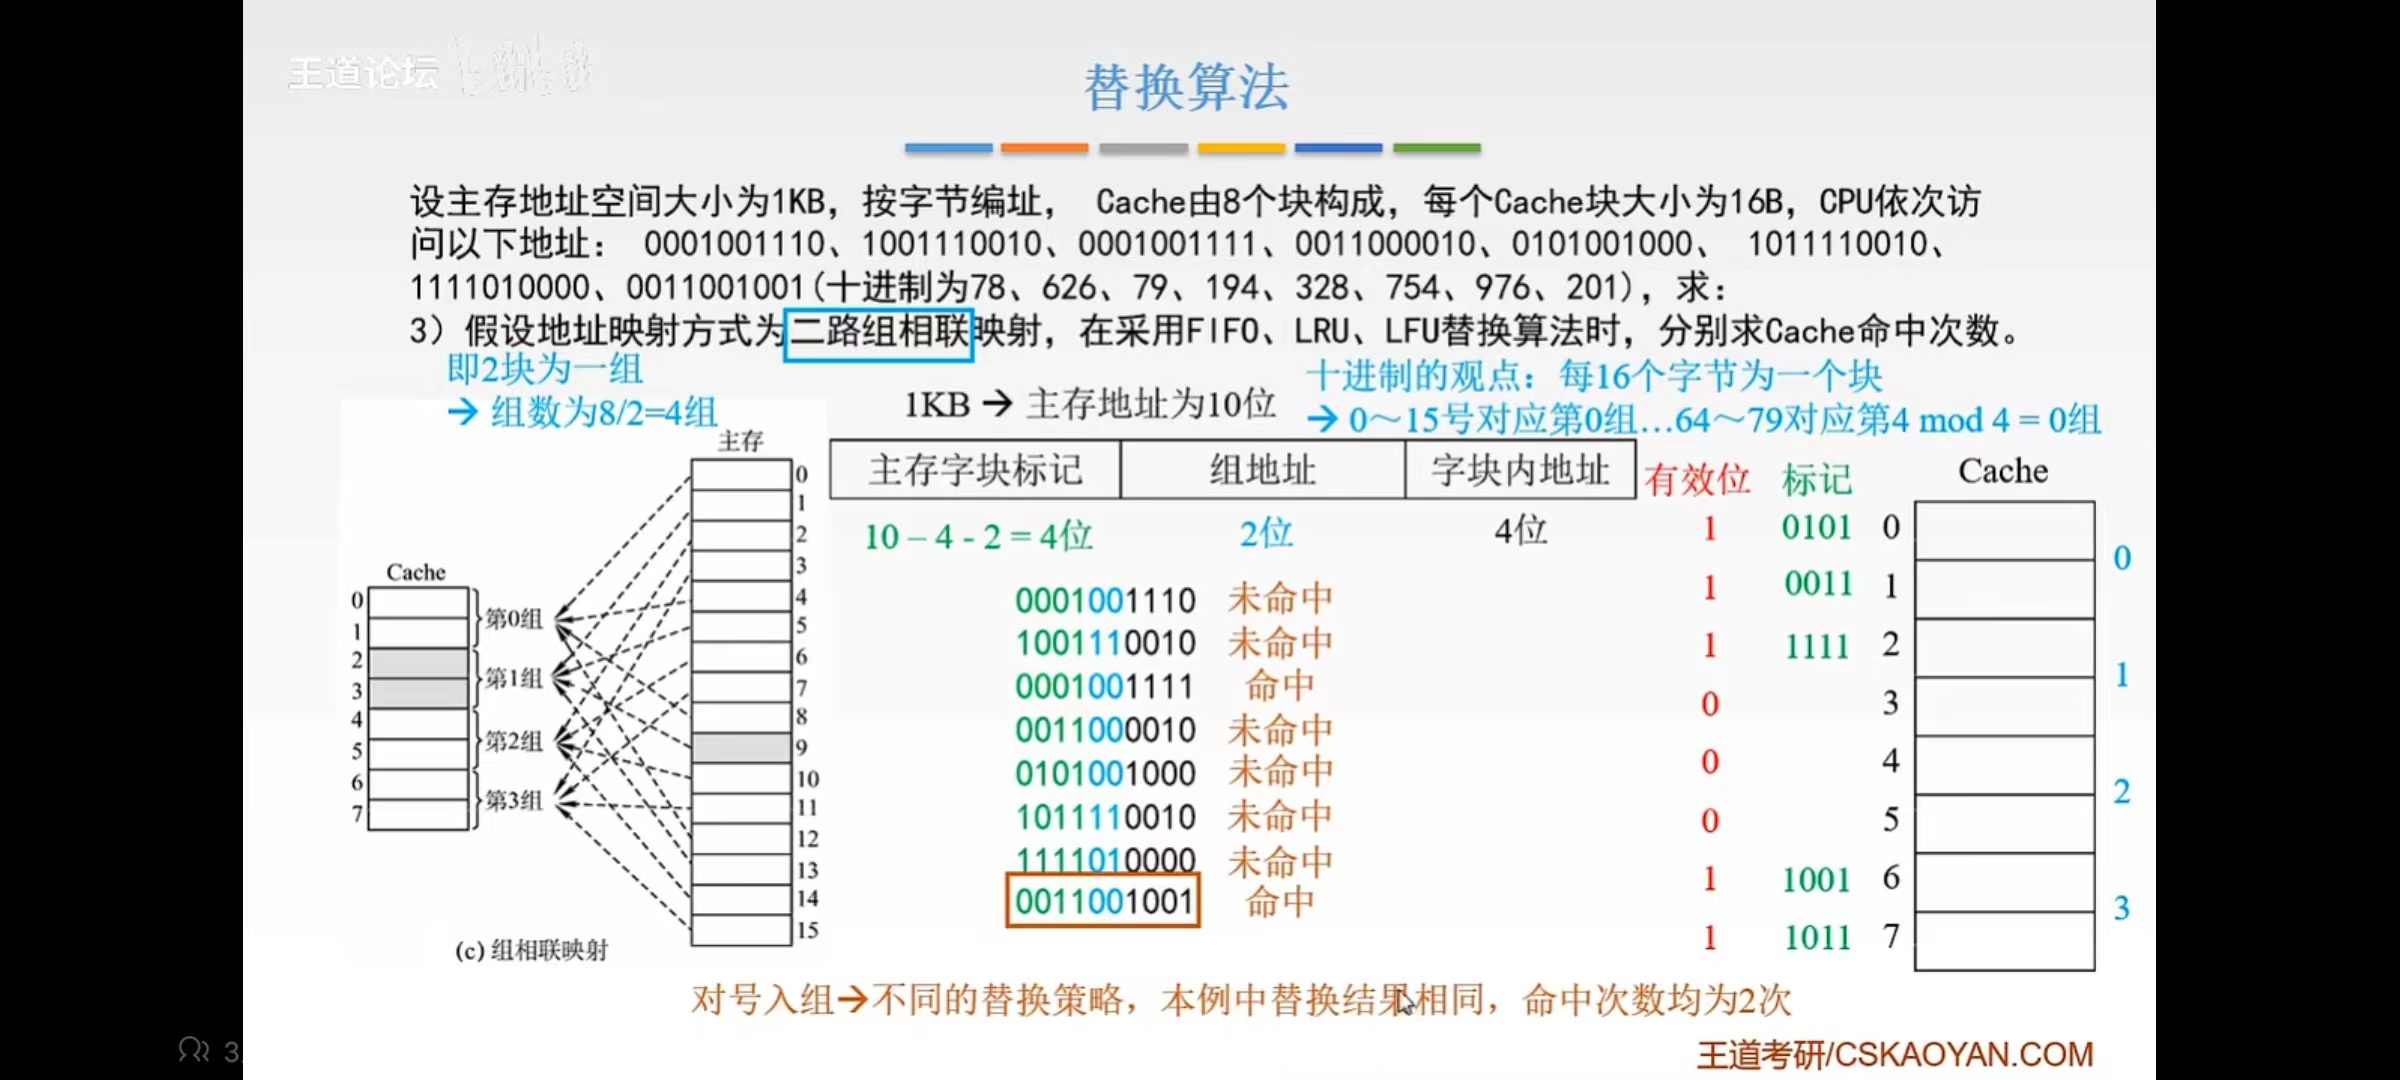 王道论坛
替换算法
设主存地址空间大小为1KB，按字节编址， Cache由8个块构成，每个Cache块大小为16B，CPU依次访
问以下地址： 0001001110、1001110010、0001001111、0011000010、0101001000、 1011110010、
1111010000、0011001001(十进制为78、626、79、194、328、754、976、201)，求：
3）假设地址映射方式为二路组相联映射，在采用FIFO、LRU、LFU替换算法时，分别求Cache命中次数。
即2块为一组
→ 组数为8/2=4组
1KB → 主存地址为10位
十进制的观点：每16个字节为一个块
→ 0～15号对应第0组…64～79对应第4 mod 4 = 0组
主存字块标记 组地址 字块内地址
10 – 4 - 2 = 4位 2位 4位
主存
0
1
2
3
4
5
6
7
8
9
10
11
12
13
14
15
Cache
0
1
2
3
4
5
6
7
第0组
第1组
第2组
第3组
(c) 组相联映射
0001001110 未命中
1001110010 未命中
0001001111 命中
0011000010 未命中
0101001000 未命中
1011110010 未命中
1111010000 未命中
0011001001 命中
有效位 标记 Cache
1 0101 0
0
1 0011 1
1 1111 2
1
0 3
0 4
2
0 5
1 1001 6
3
1 1011 7
对号入组→不同的替换策略，本例中替换结果相同，命中次数均为2次
王道考研/CSKAOYAN.COM
3